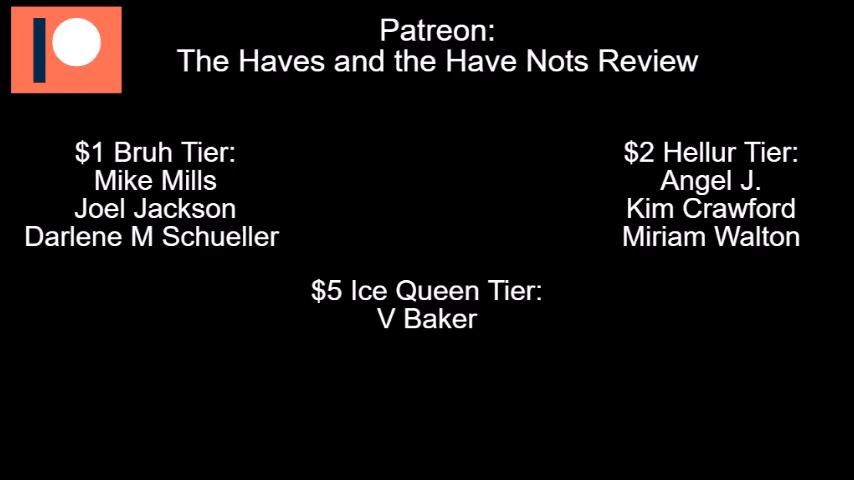 Patreon:
The Haves and the Have Nots Review
$1 Bruh Tier:
Mike Mills
Joel Jackson
Darlene M Schueller
$2 Hellur Tier:
Angel J.
Kim Crawford
Miriam Walton
$5 Ice Queen Tier:
V Baker